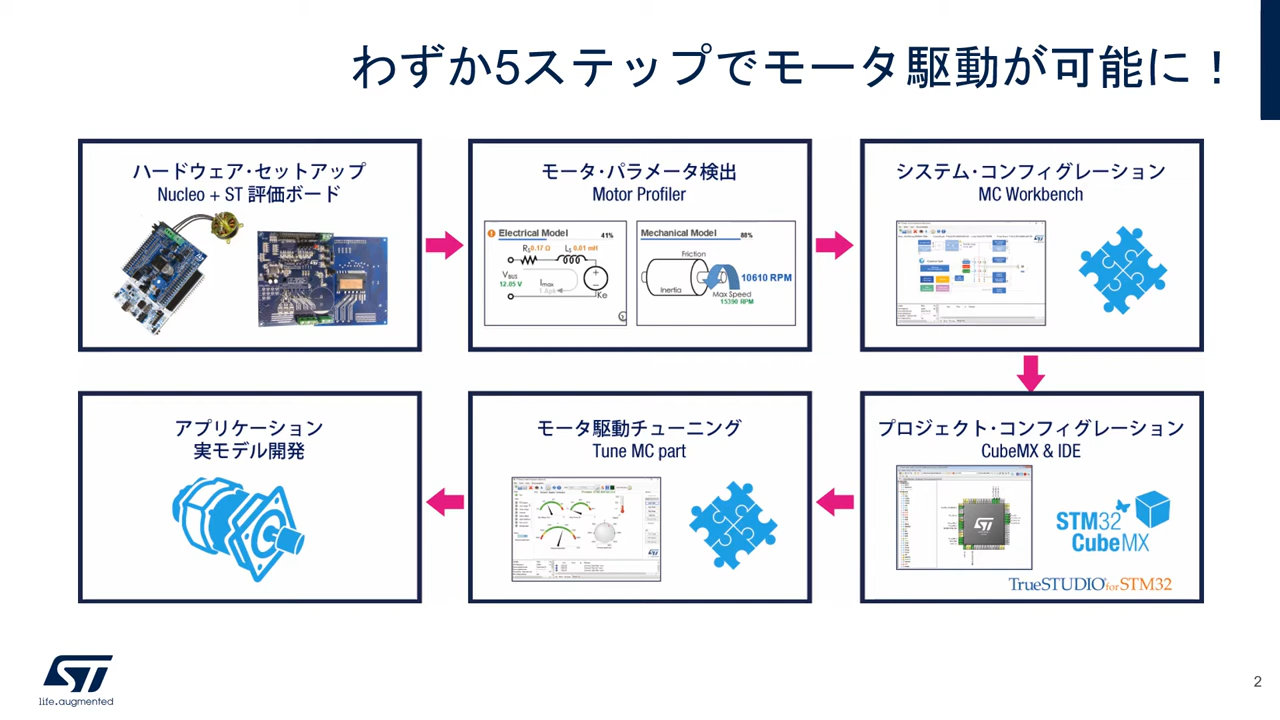 わずか5ステップでモータ駆動が可能に！
ハードウェア・セットアップ
Nucleo + ST 評価ボード
モータ・パラメータ検出
Motor Profiler
Electrical Model 41%
Rs 0.17 Ω Ls 0.01 mH
VBUS
12.05 V
Imax
1 Apk
Ke
Mechanical Model 88%
Friction
10610 RPM
Inertia
Max Speed
15390 RPM
システム・コンフィグレーション
MC Workbench
プロジェクト・コンフィグレーション
CubeMX & IDE
STM32
CubeMX
TrueSTUDIO for STM32
モータ駆動チューニング
Tune MC part
アプリケーション
実モデル開発
life.augmented
2